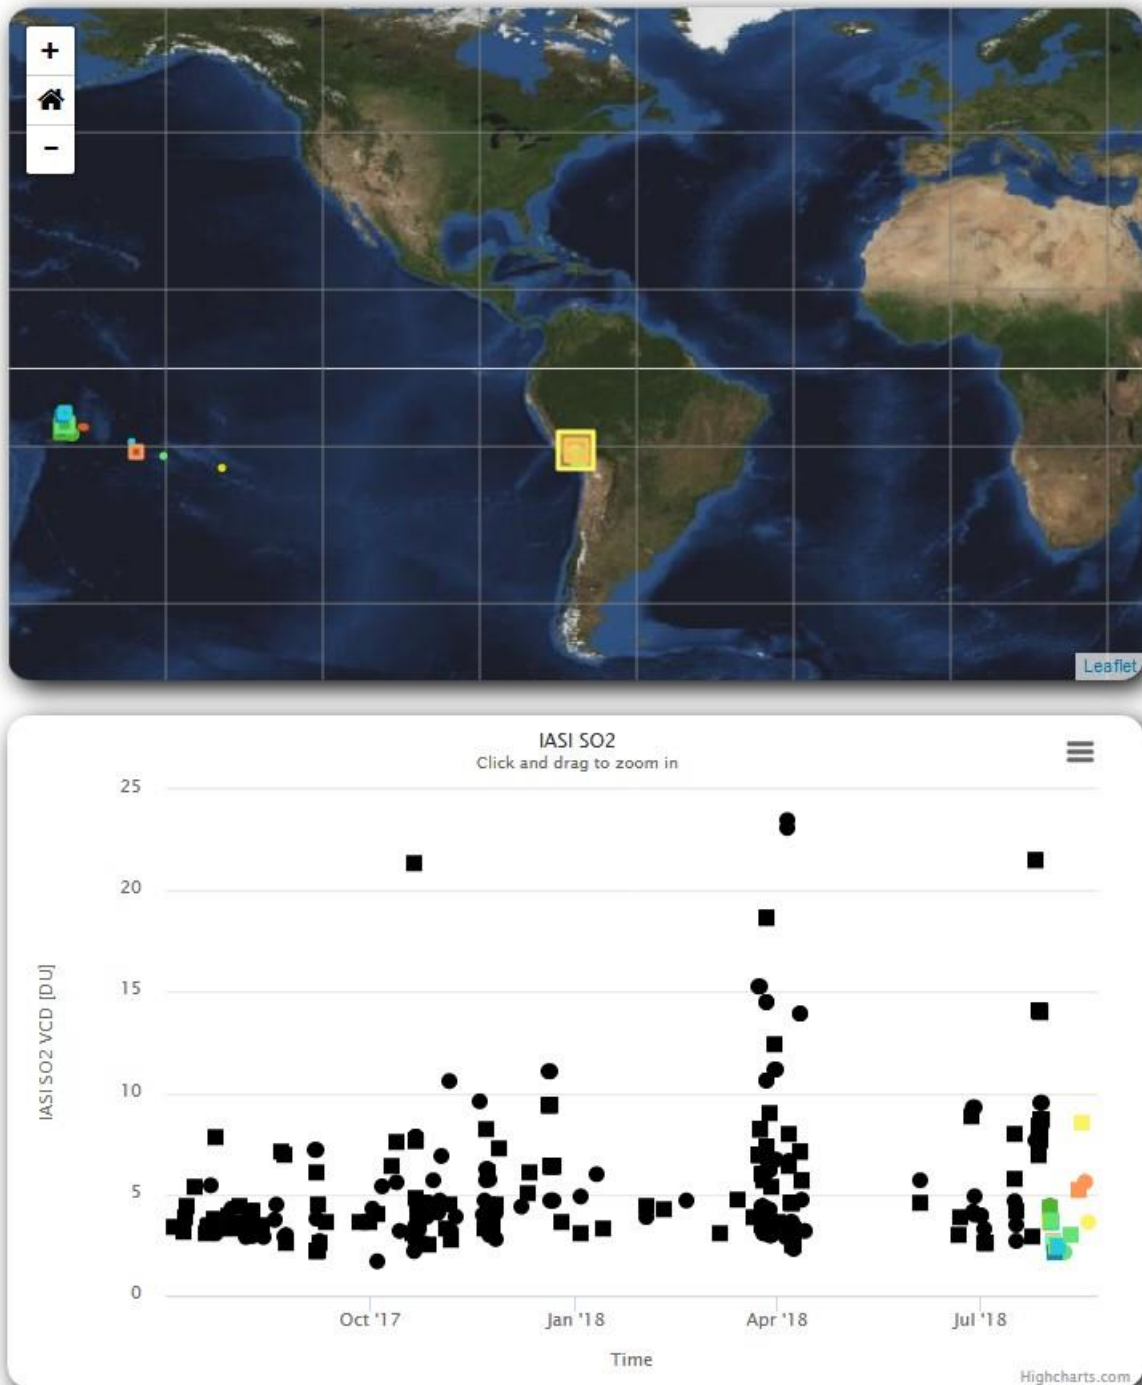 +
−
Leaflet
IASI SO2
Click and drag to zoom in
25
20
15
10
5
0
IASI SO2 VCD [DU]
Oct '17
Jan '18
Apr '18
Jul '18
Time
Highcharts.com